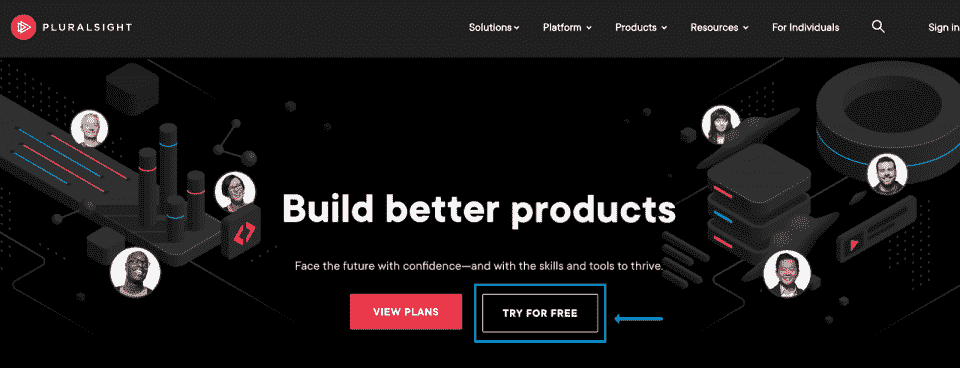 PLURALSIGHT
Solutions Platform Products Resources For Individuals Sign in
Build better products
Face the future with confidence—and with the skills and tools to thrive.
VIEW PLANS TRY FOR FREE